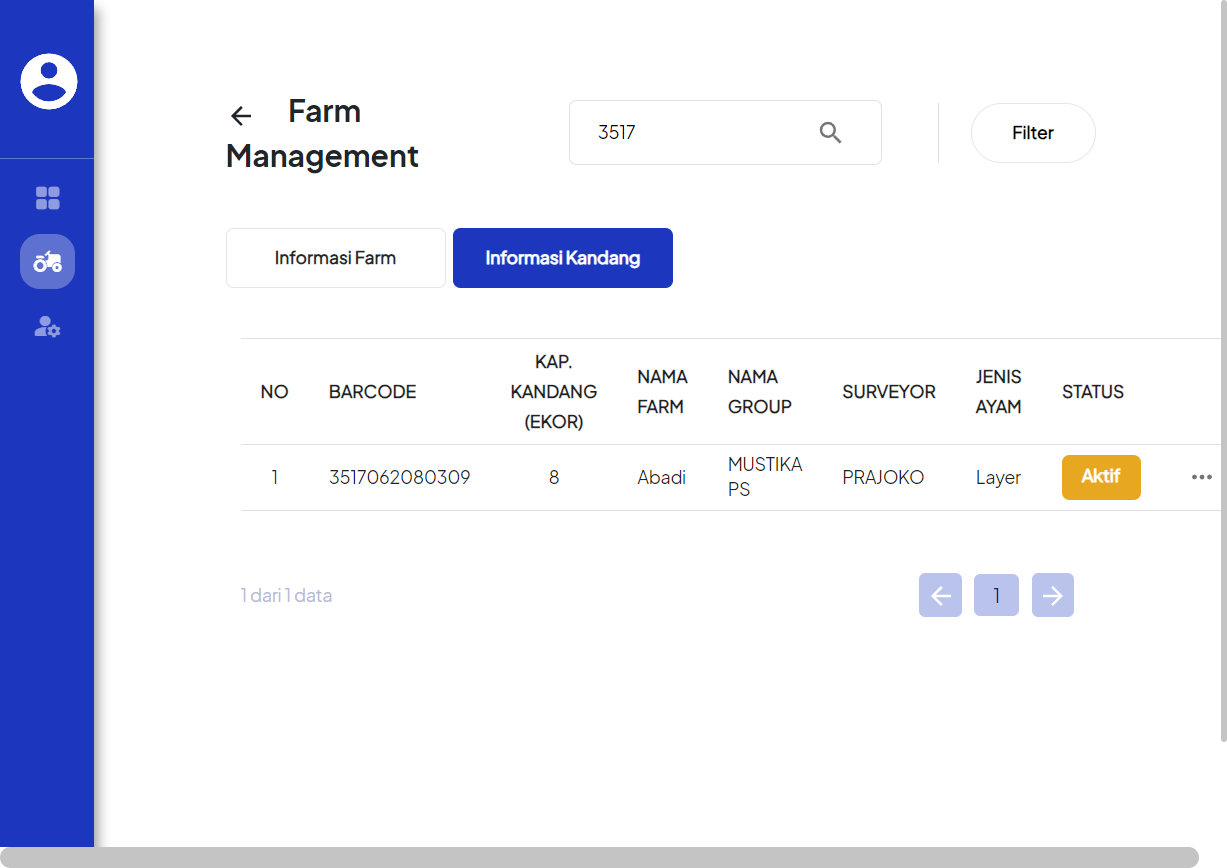 Farm
Management
3517
Filter
Informasi Farm
Informasi Kandang
NO
BARCODE
KAP.
KANDANG
(EKOR)
NAMA
FARM
NAMA
GROUP
SURVEYOR
JENIS
AYAM
STATUS
1
3517062080309
8
Abadi
MUSTIKA
PS
PRAJOKO
Layer
Aktif
1 dari 1 data
1